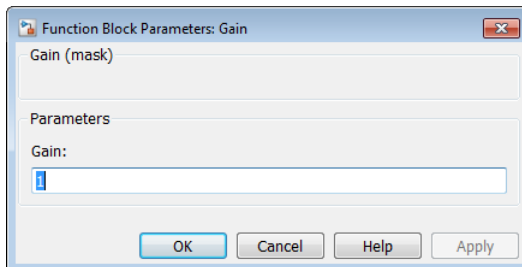 Function Block Parameters: Gain
Gain (mask)
Parameters
Gain:
1
OK Cancel Help Apply